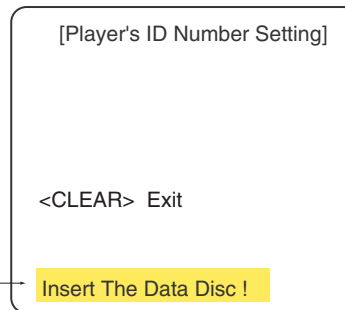 [Player's ID Number Setting]
<CLEAR> Exit
Insert The Data Disc !